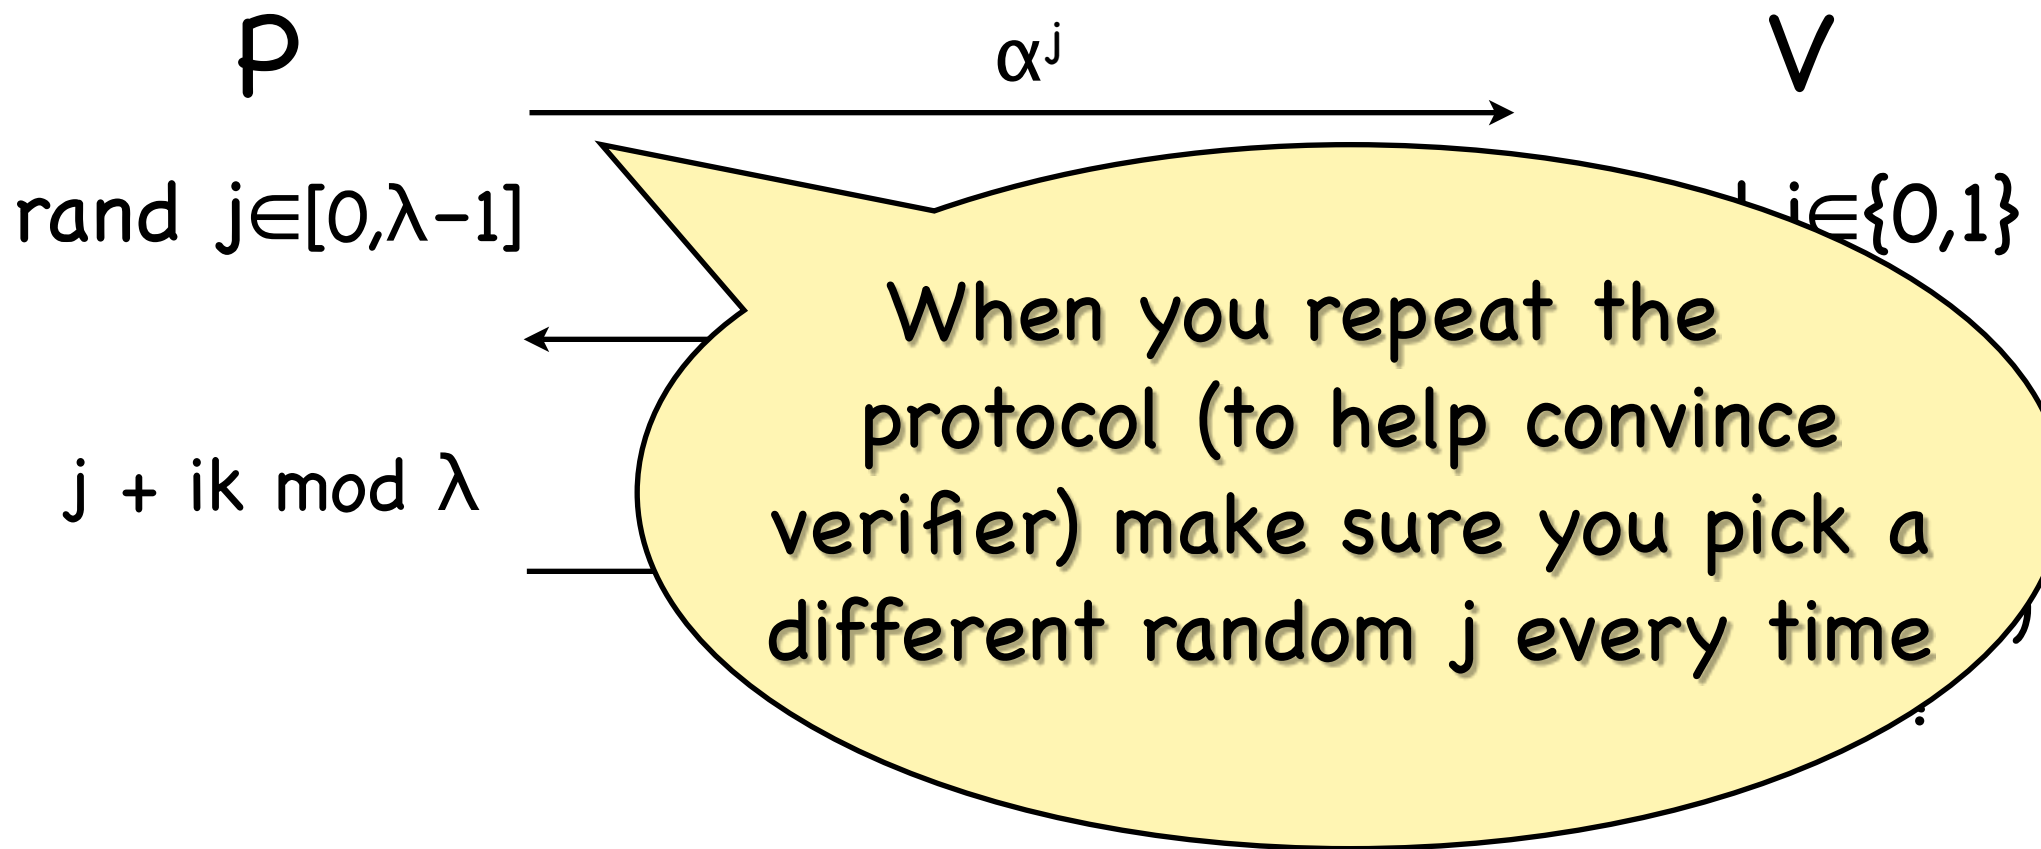 P
αʲ
V
rand j∈[0,λ-1]
i∈{0,1}
When you repeat the
protocol (to help convince
verifier) make sure you pick a
j + ik mod λ
different random j every time